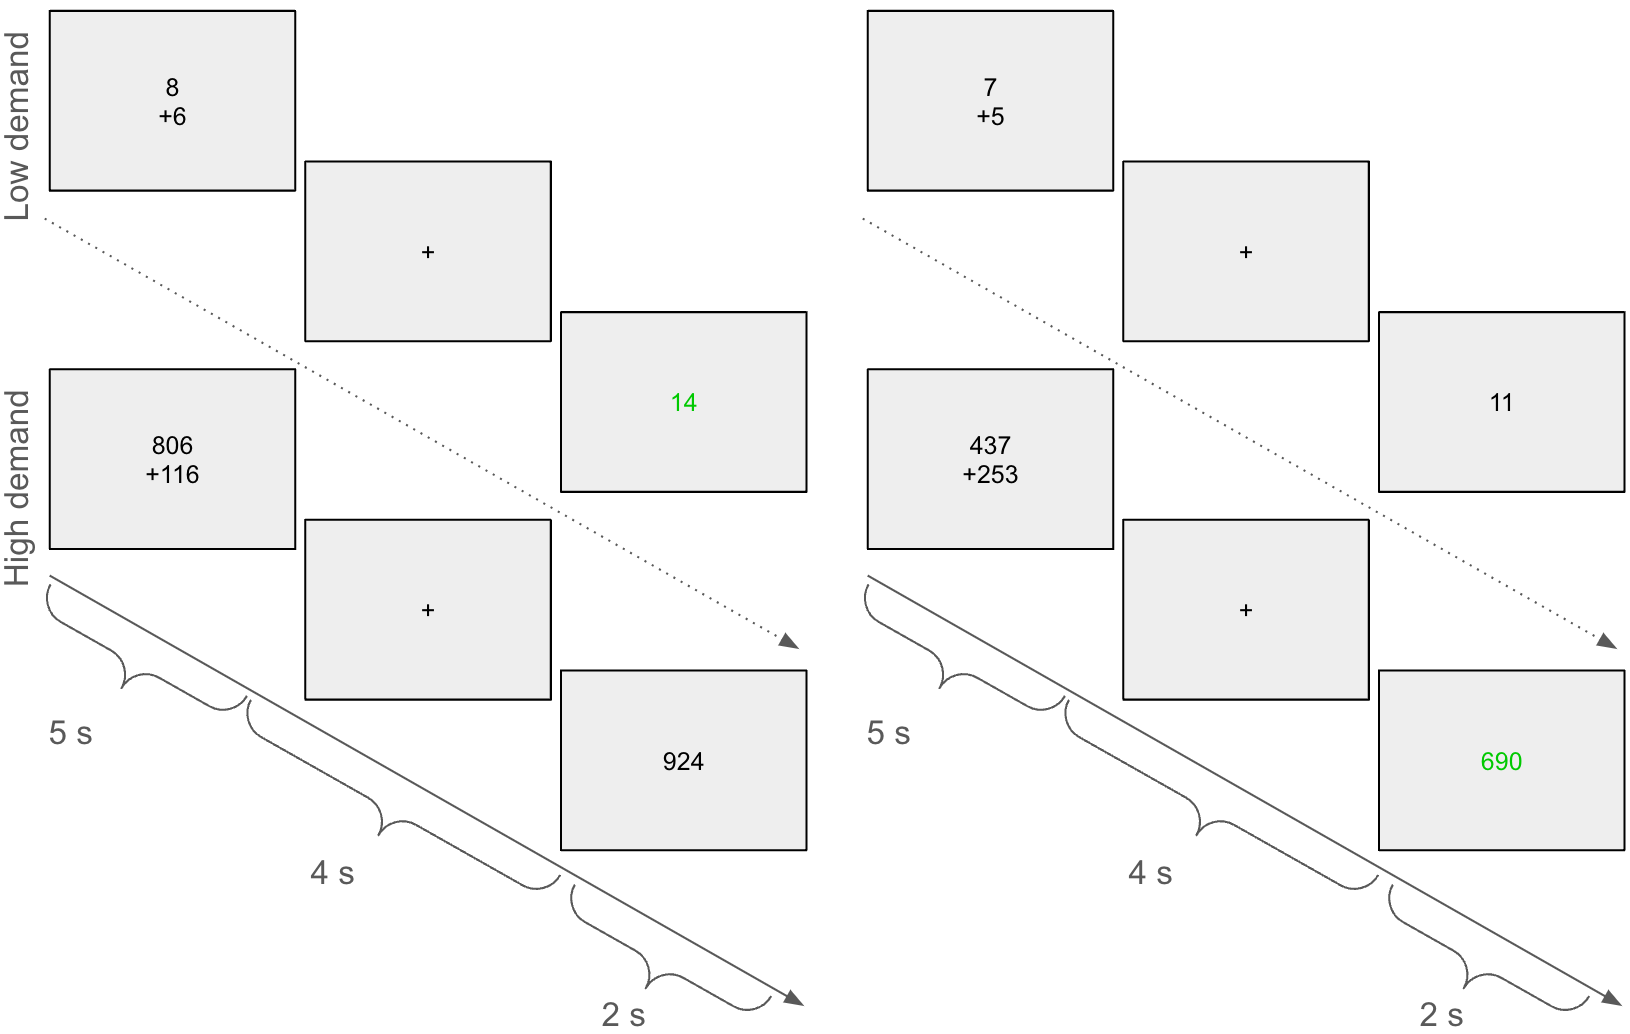 Low demand
8
+6
+
14
7
+5
+
11
High demand
806
+116
+
924
437
+253
+
690
5 s
4 s
2 s
5 s
4 s
2 s